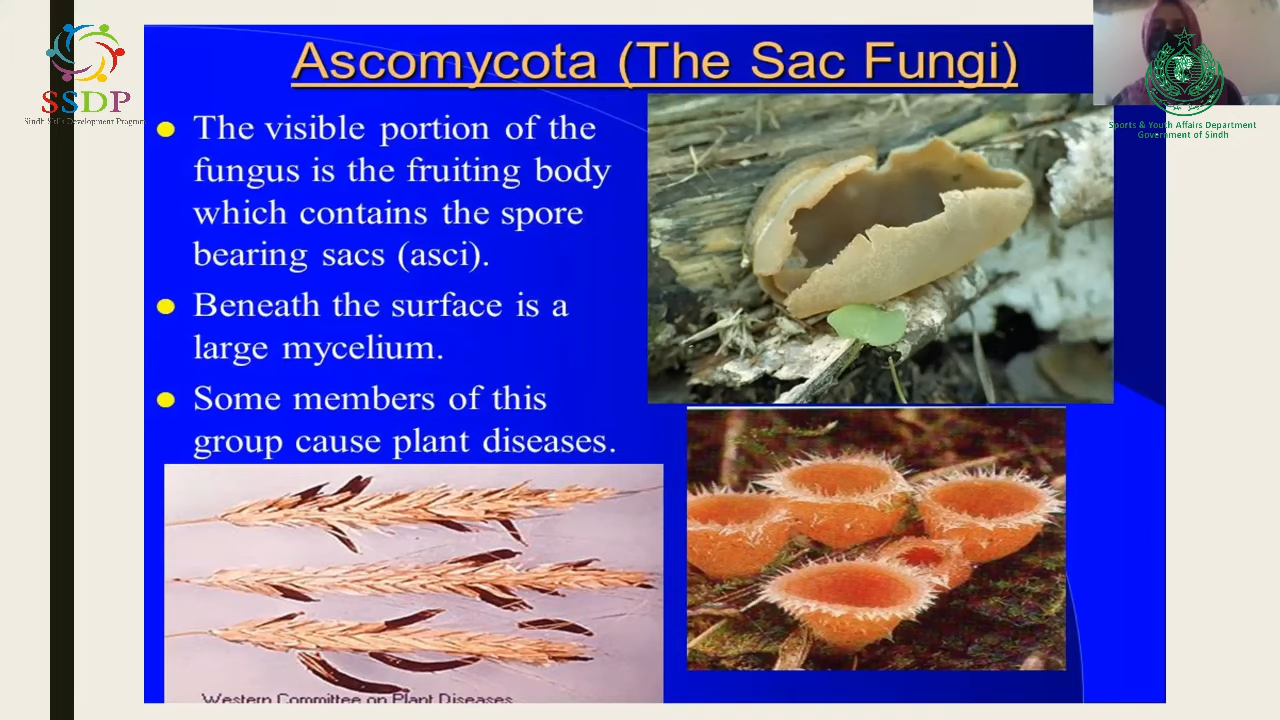 Ascomycota (The Sac Fungi)
SSDP
Sindh Skills Development Program
Sports & Youth Affairs Department
Government of Sindh
The visible portion of the
fungus is the fruiting body
which contains the spore
bearing sacs (asci).
Beneath the surface is a
large mycelium.
Some members of this
group cause plant diseases.
Western Committee on Plant Diseases